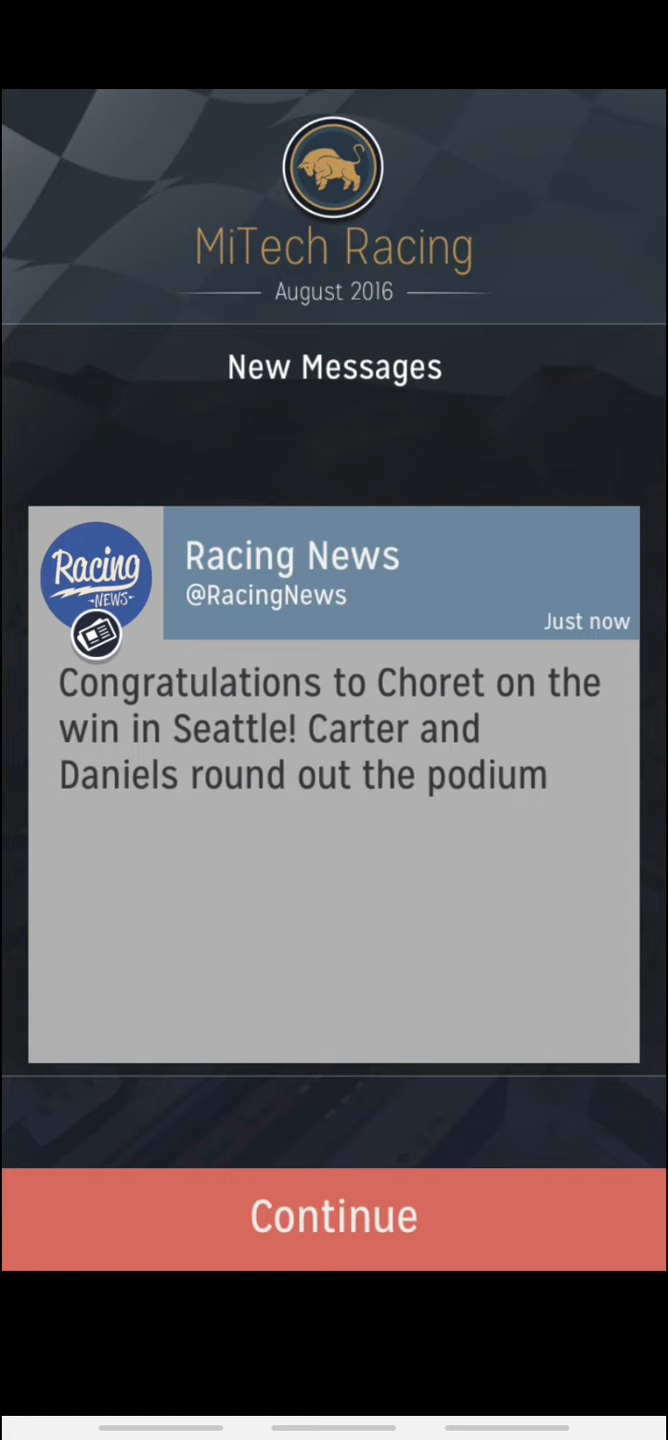 MiTech Racing
August 2016
New Messages
Racing
NEWS
Racing News
@RacingNews
Just now
Congratulations to Choret on the
win in Seattle! Carter and
Daniels round out the podium
Continue